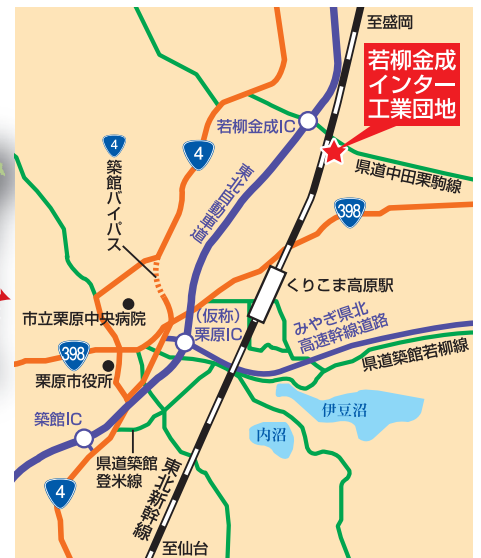 至盛岡
若柳金成
インター
工業団地
若柳金成IC
4
4
築館バイパス
東北自動車道
県道中田栗駒線
398
くりこま高原駅
市立栗原中央病院
(仮称)
栗原IC
みやぎ県北
高速幹線道路
398
県道築館若柳線
栗原市役所
伊豆沼
築館IC
内沼
県道築館
登米線
東北新幹線
4
至仙台